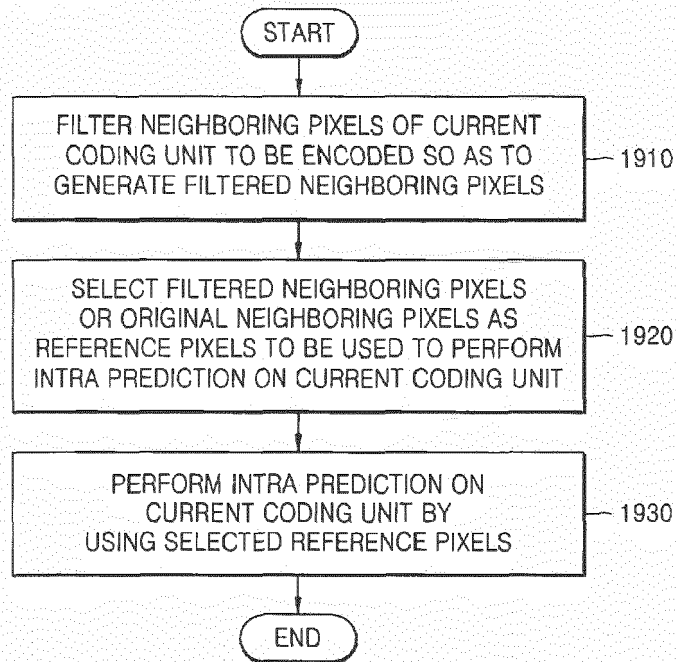 START
FILTER NEIGHBORING PIXELS OF CURRENT
CODING UNIT TO BE ENCODED SO AS TO
GENERATE FILTERED NEIGHBORING PIXELS
1910
SELECT FILTERED NEIGHBORING PIXELS
OR ORIGINAL NEIGHBORING PIXELS AS
REFERENCE PIXELS TO BE USED TO PERFORM
INTRA PREDICTION ON CURRENT CODING UNIT
1920
PERFORM INTRA PREDICTION ON
CURRENT CODING UNIT BY
USING SELECTED REFERENCE PIXELS
1930
END